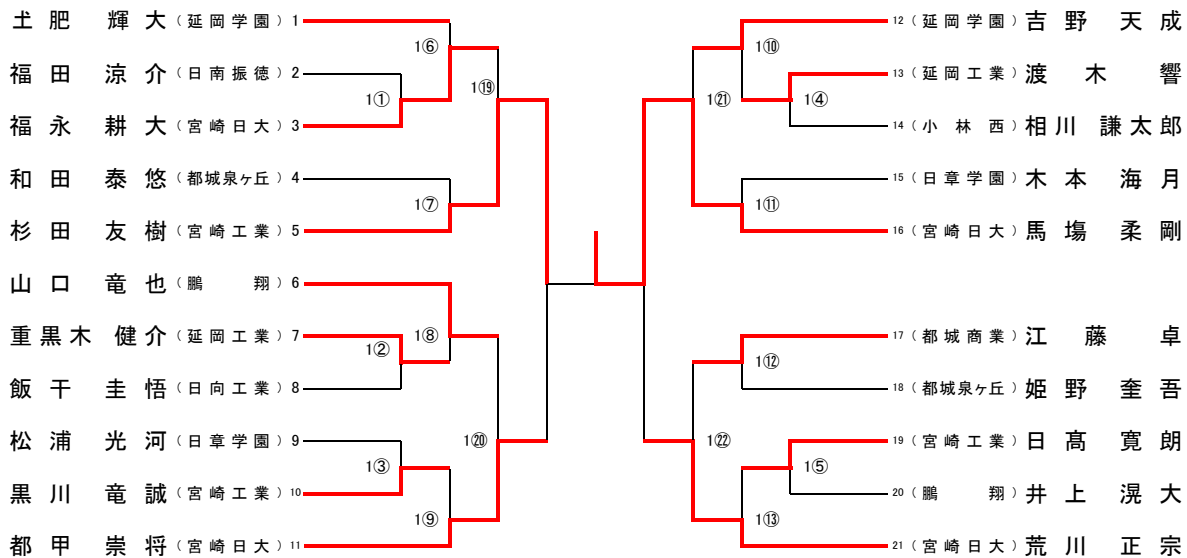 土肥 輝大 (延岡学園) 1
福田 涼介 (日南振徳) 2
福永 耕大 (宮崎日大) 3
和田 泰悠 (都城泉ヶ丘) 4
杉田 友樹 (宮崎工業) 5
山口 竜也 (鵬翔) 6
重黒木 健介 (延岡工業) 7
飯干 圭悟 (日向工業) 8
松浦 光河 (日章学園) 9
黒川 竜誠 (宮崎工業) 10
都甲 崇将 (宮崎日大) 11
1⑥
1①
1⑲
1⑦
1⑧
1②
1⑳
1③
1⑨
1⑩
1④
1㉑
1⑪
1⑫
1㉒
1⑤
1⑬
12 (延岡学園) 吉野 天成
13 (延岡工業) 渡木 響
14 (小林西) 相川 謙太郎
15 (日章学園) 木本 海月
16 (宮崎日大) 馬塲 柔剛
17 (都城商業) 江藤 卓
18 (都城泉ヶ丘) 姫野 奎吾
19 (宮崎工業) 日髙 寛朗
20 (鵬翔) 井上 滉大
21 (宮崎日大) 荒川 正宗